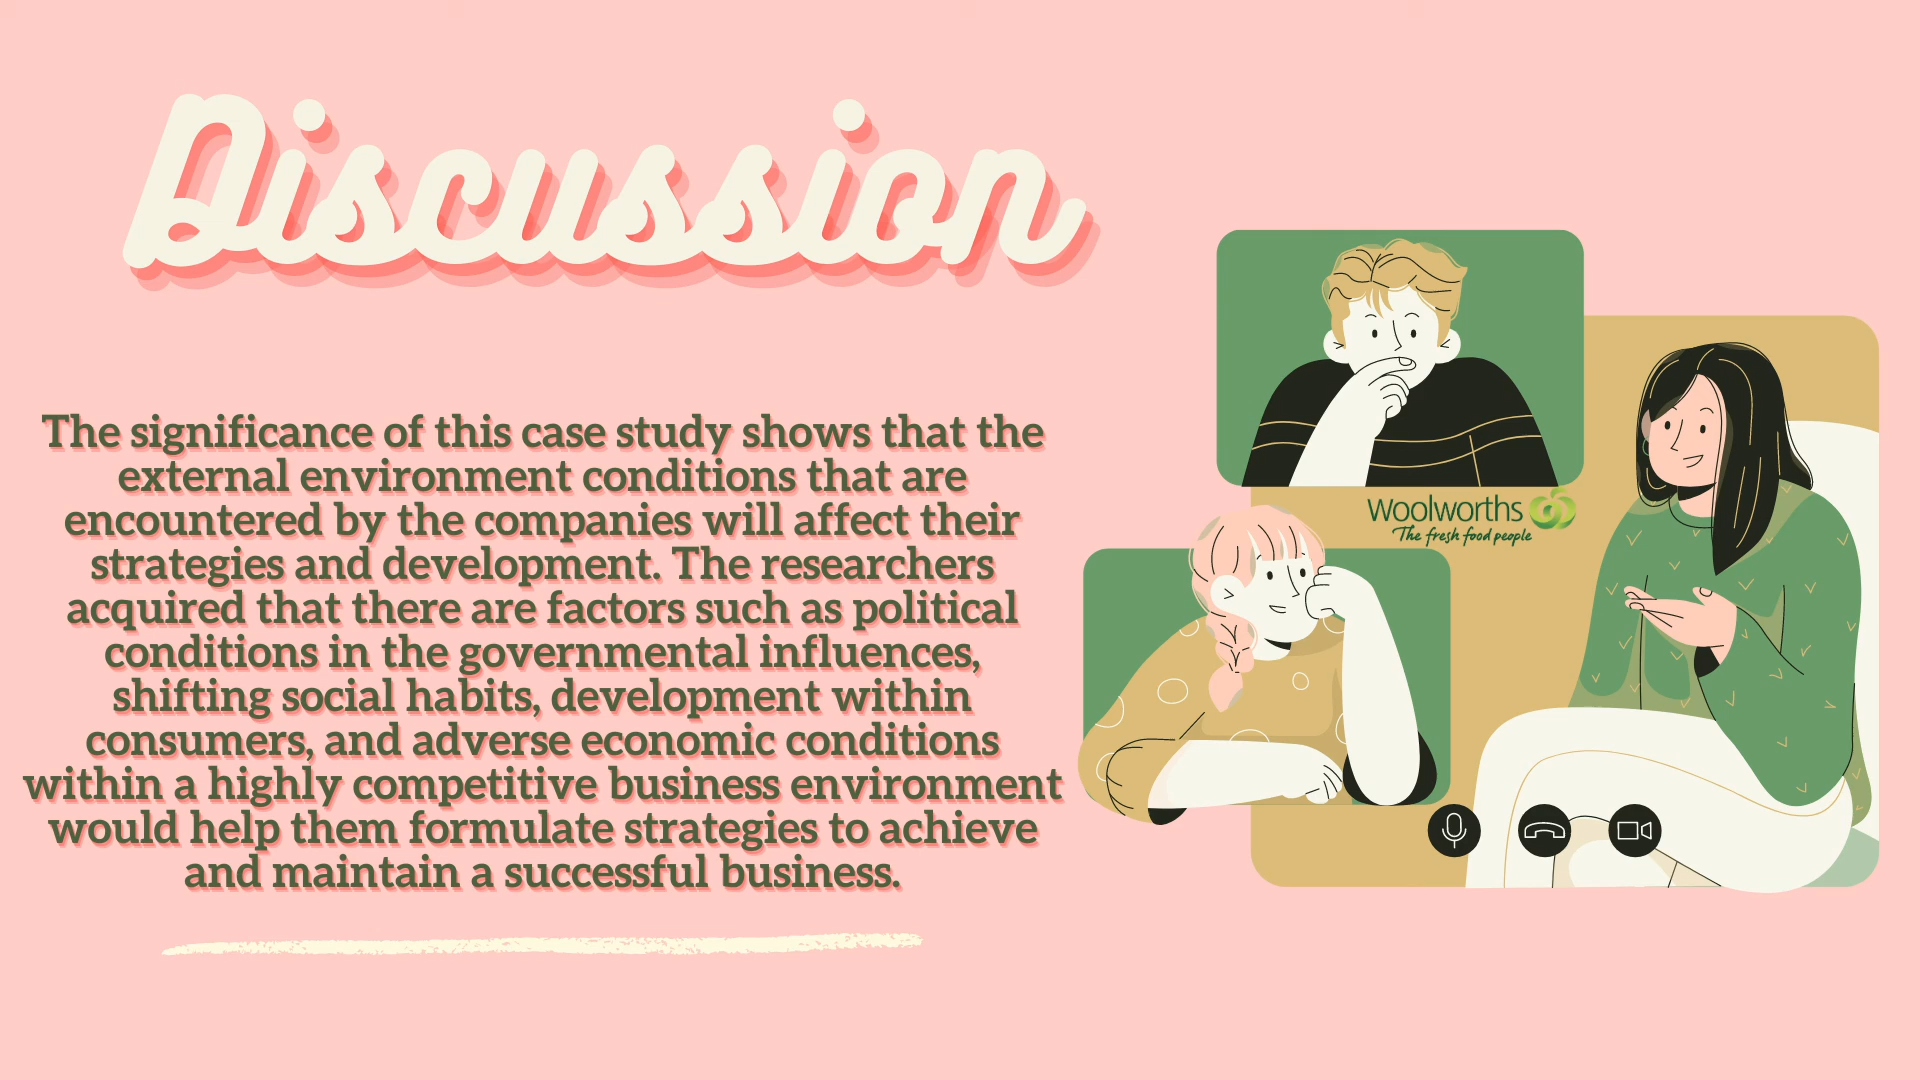 Discussion
The significance of this case study shows that the
external environment conditions that are
encountered by the companies will affect their
strategies and development. The researchers
acquired that there are factors such as political
conditions in the governmental influences,
shifting social habits, development within
consumers, and adverse economic conditions
within a highly competitive business environment
would help them formulate strategies to achieve
and maintain a successful business.
Woolworths
The fresh food people